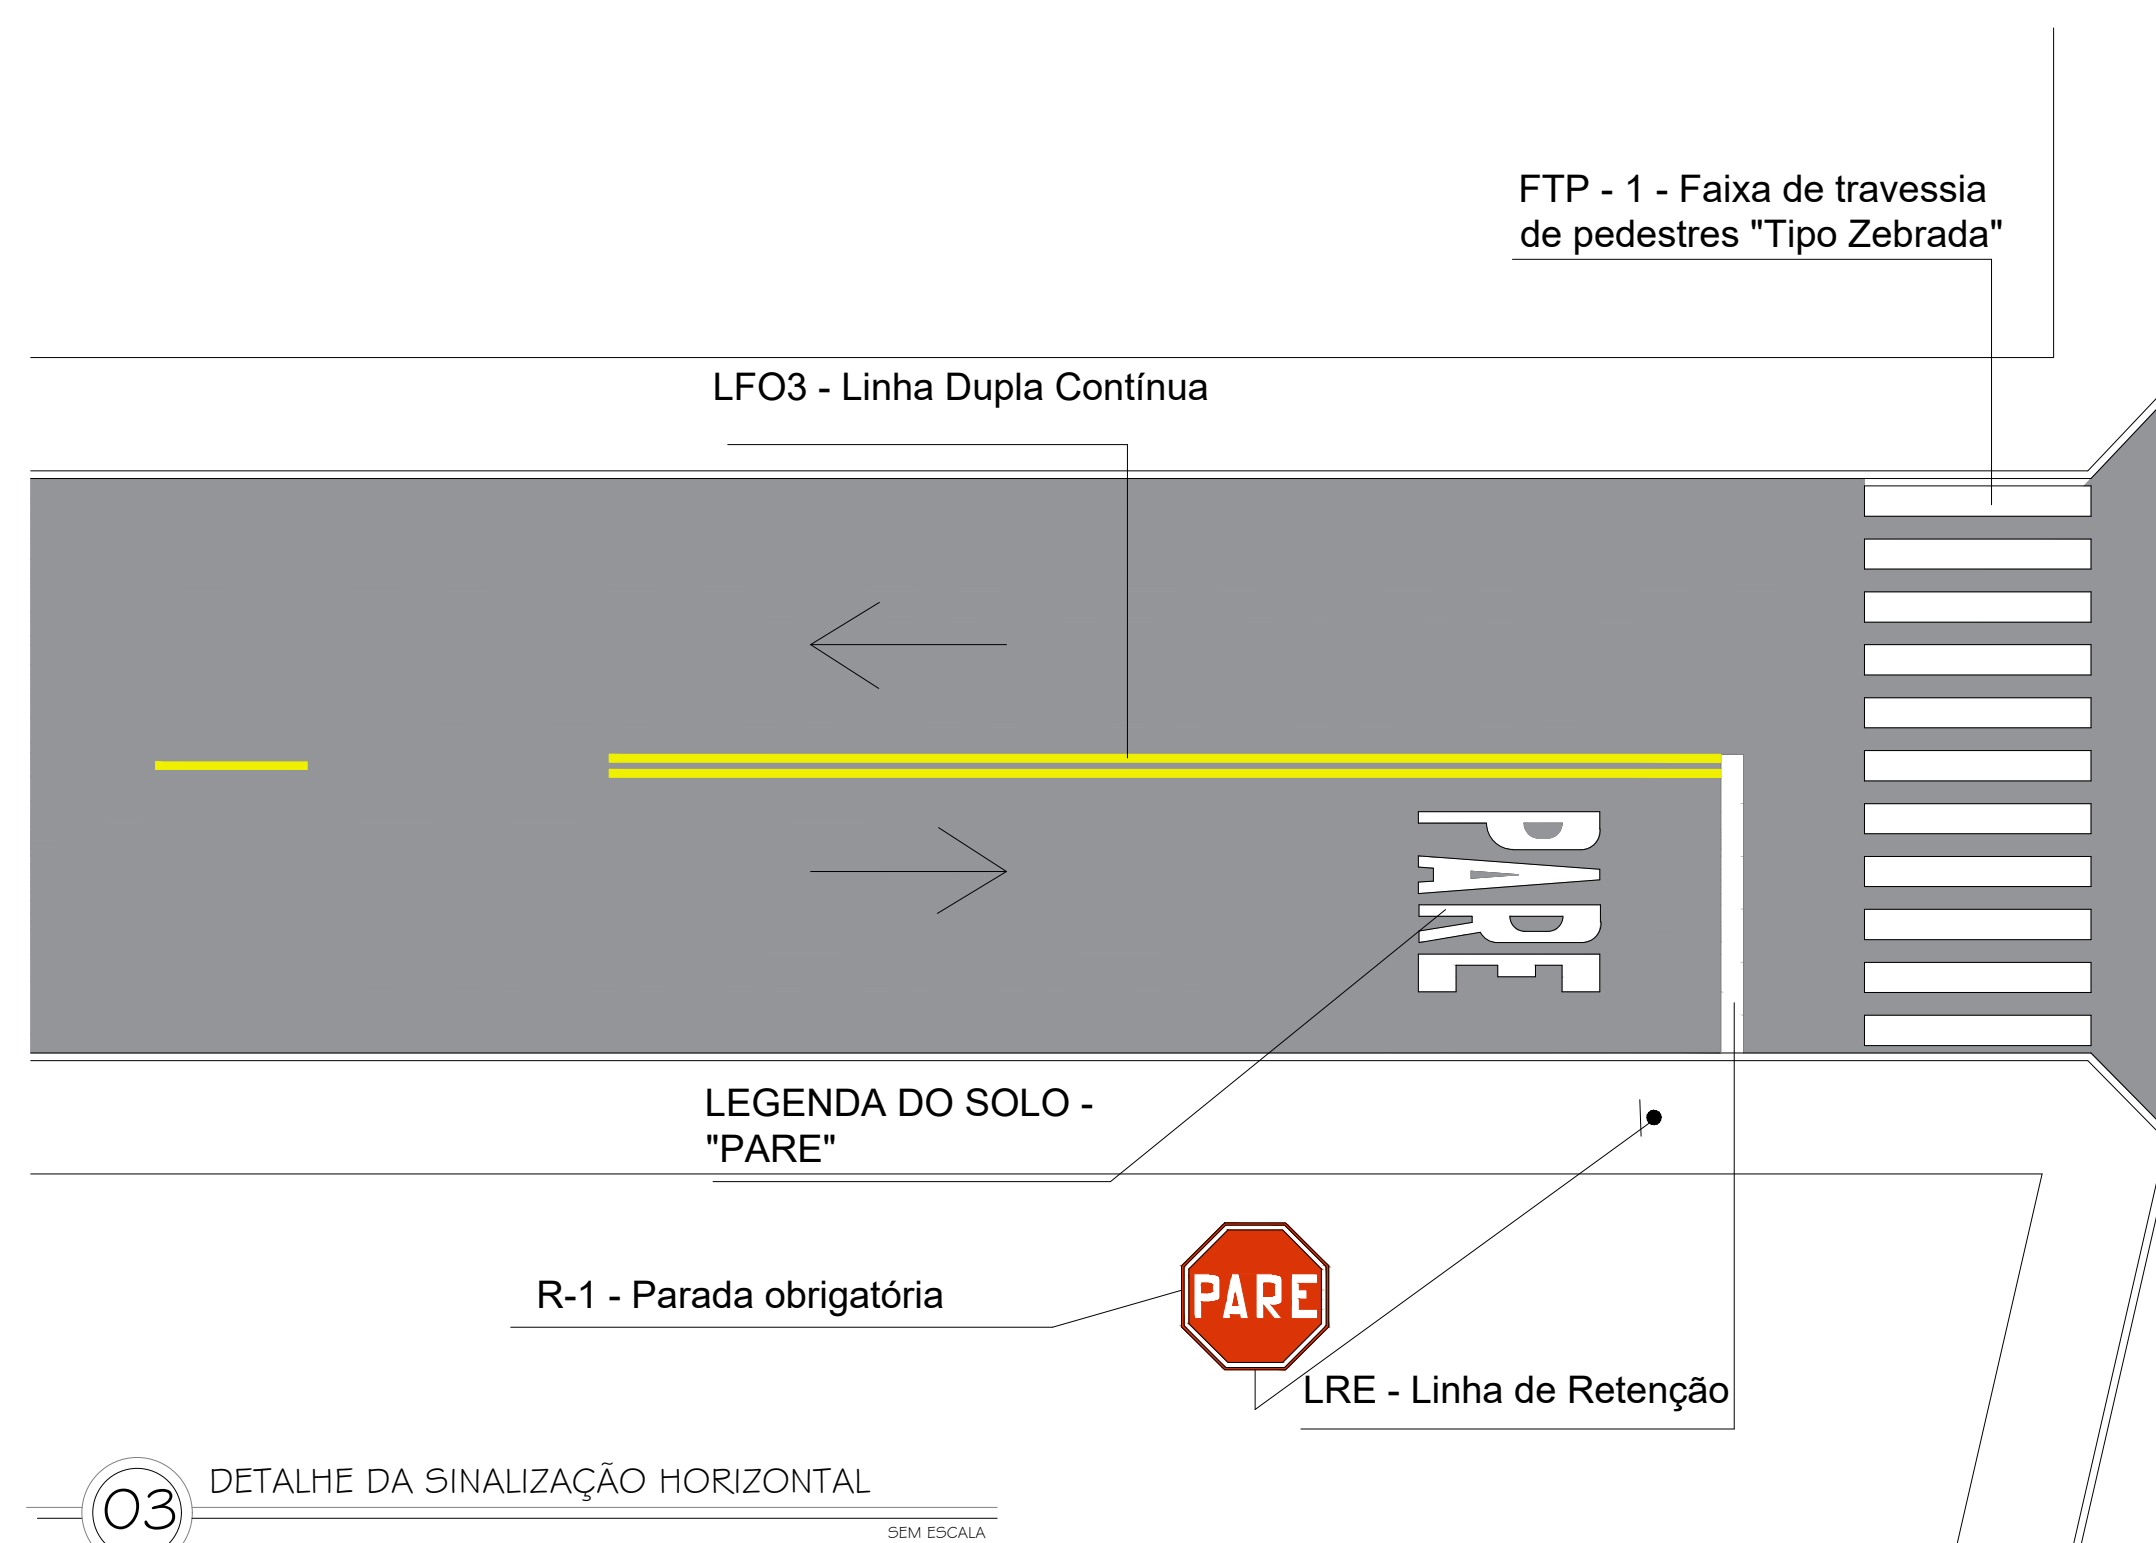 FTP - 1 - Faixa de travessia
de pedestres "Tipo Zebrada"
LFO3 - Linha Dupla Contínua
PARE
LEGENDA DO SOLO -
"PARE"
R-1 - Parada obrigatória
PARE
LRE - Linha de Retenção
03
DETALHE DA SINALIZAÇÃO HORIZONTAL
SEM ESCALA